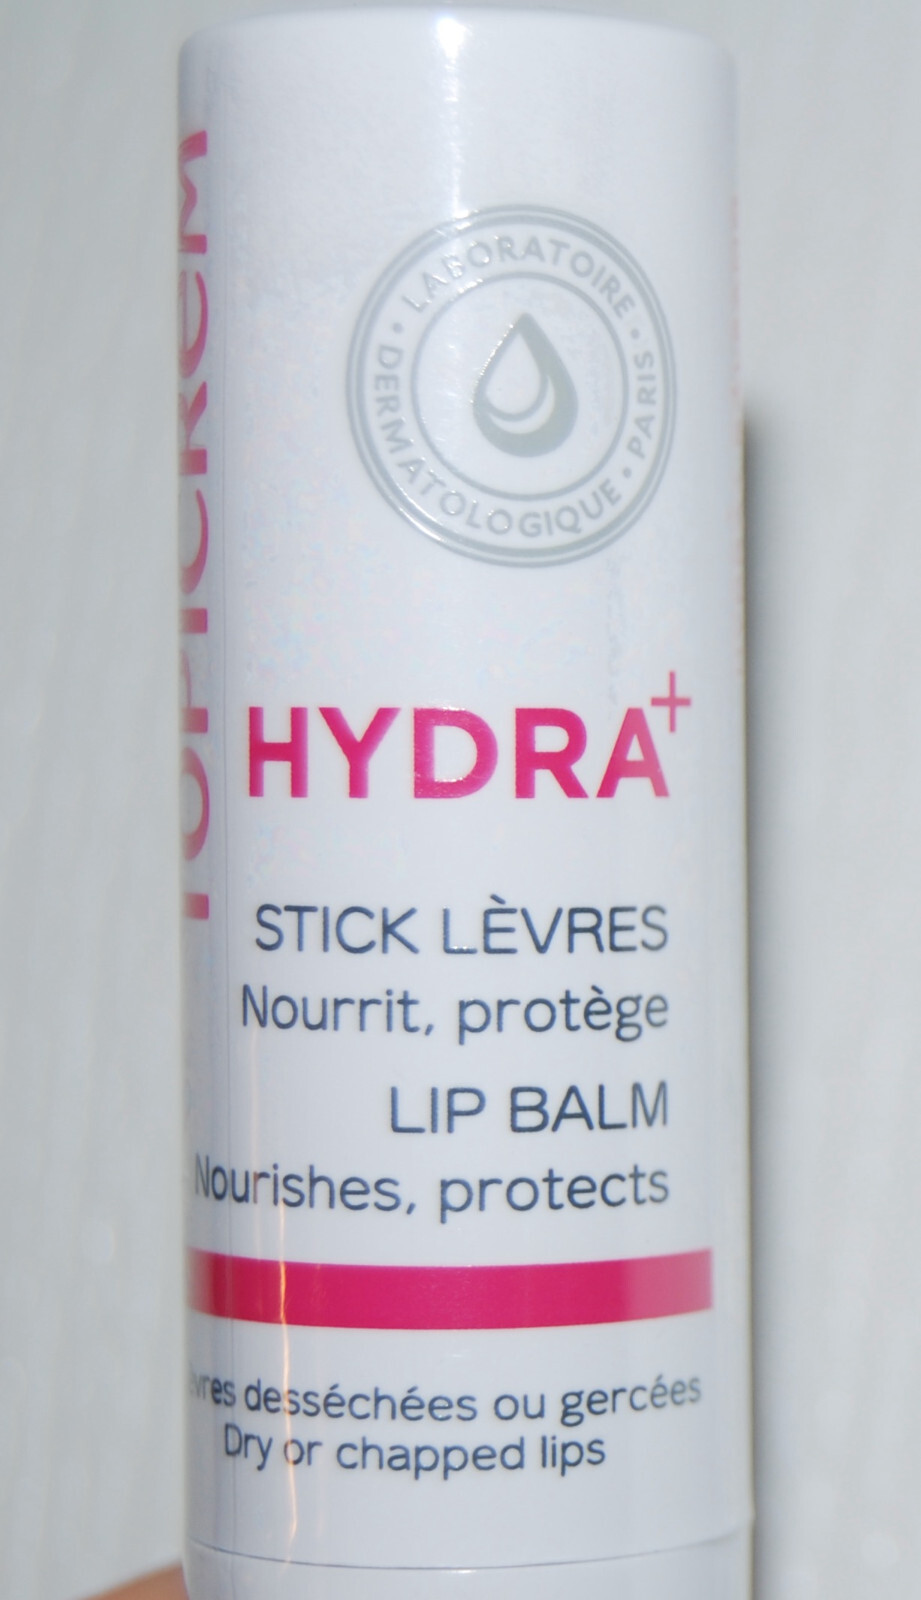 TOPICREM
LABORATOIRE • PARIS • DERMATOLOGIQUE •
HYDRA+
STICK LÈVRES
Nourrit, protège
LIP BALM
Nourishes, protects
desséchées ou gercées
Dry or chapped lips